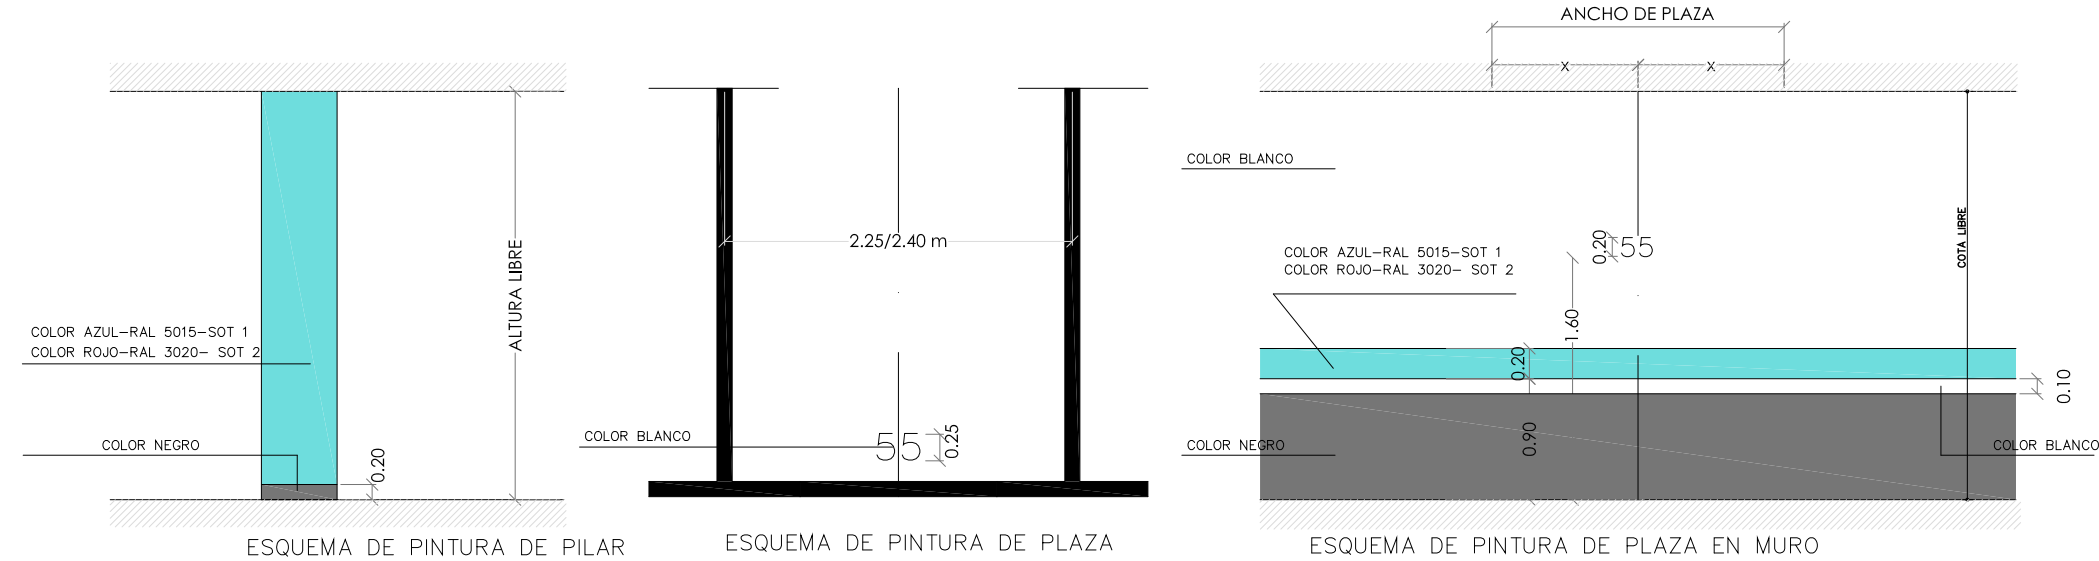 COLOR AZUL-RAL 5015-SOT 1
COLOR ROJO-RAL 3020- SOT 2
COLOR NEGRO
0.20
ALTURA LIBRE
ESQUEMA DE PINTURA DE PILAR
2.25/2.40 m
COLOR BLANCO
55
0.25
ESQUEMA DE PINTURA DE PLAZA
ANCHO DE PLAZA
x
x
COLOR BLANCO
COTA LIBRE
0,20
55
COLOR AZUL-RAL 5015-SOT 1
COLOR ROJO-RAL 3020- SOT 2
1.60
0.20
0.10
0.90
COLOR NEGRO
COLOR BLANCO
ESQUEMA DE PINTURA DE PLAZA EN MURO